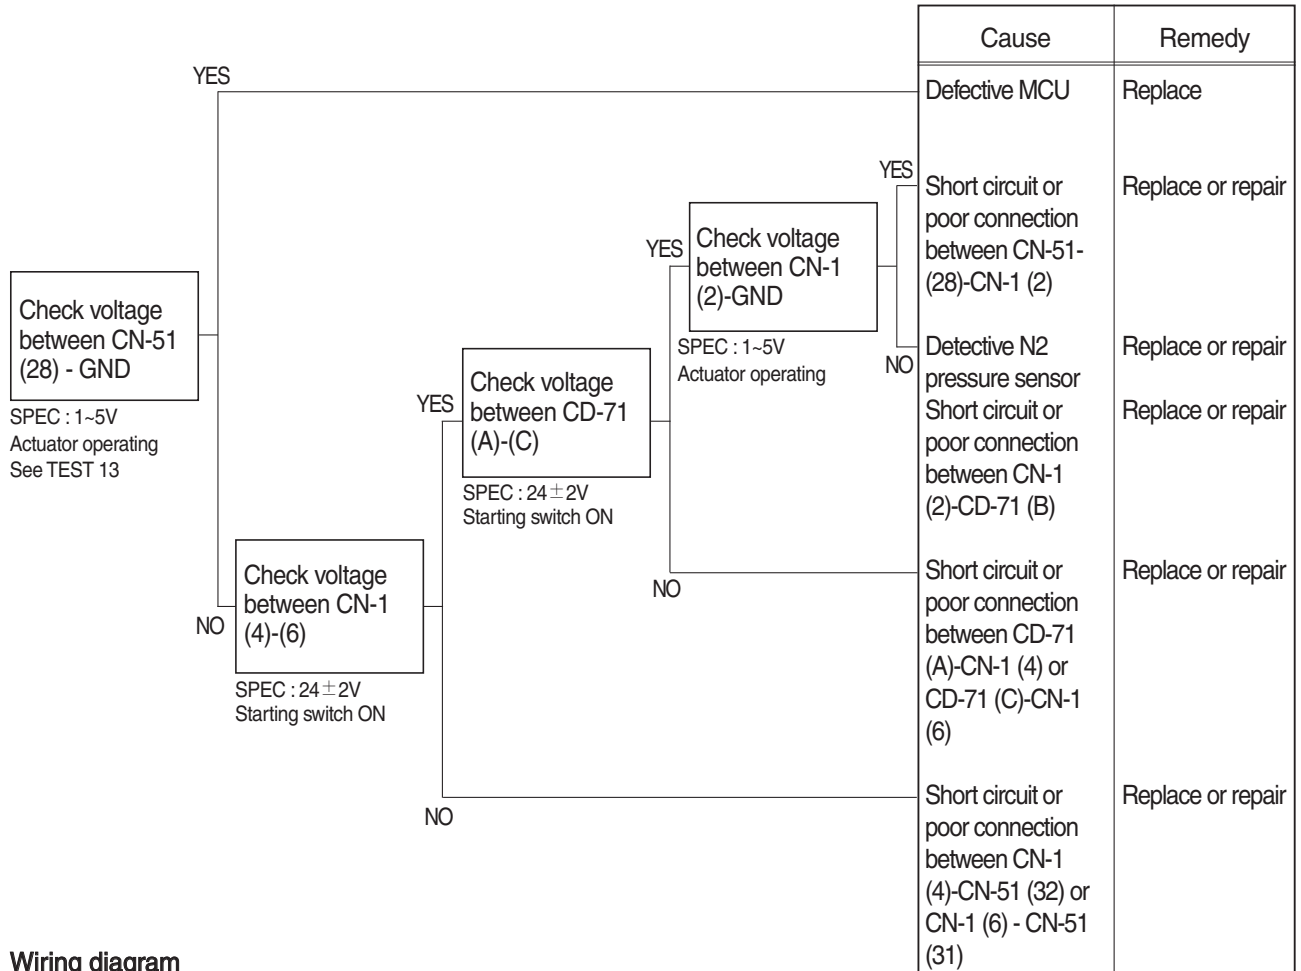 Cause
Remedy
YES
Defective MCU
Replace
YES
Short circuit or
poor connection
between CN-51-
(28)-CN-1 (2)
Replace or repair
YES
Check voltage
between CN-1
(2)-GND
SPEC : 1~5V
Actuator operating
NO
Detective N2
pressure sensor
Replace or repair
Check voltage
between CN-51
(28) - GND
SPEC : 1~5V
Actuator operating
See TEST 13
YES
Check voltage
between CD-71
(A)-(C)
SPEC : 24±2V
Starting switch ON
Short circuit or
poor connection
between CN-1
(2)-CD-71 (B)
Replace or repair
NO
Short circuit or
poor connection
between CD-71
(A)-CN-1 (4) or
CD-71 (C)-CN-1
(6)
Replace or repair
NO
Check voltage
between CN-1
(4)-(6)
SPEC : 24±2V
Starting switch ON
NO
Short circuit or
poor connection
between CN-1
(4)-CN-51 (32) or
CN-1 (6) - CN-51
(31)
Replace or repair
Wiring diagram